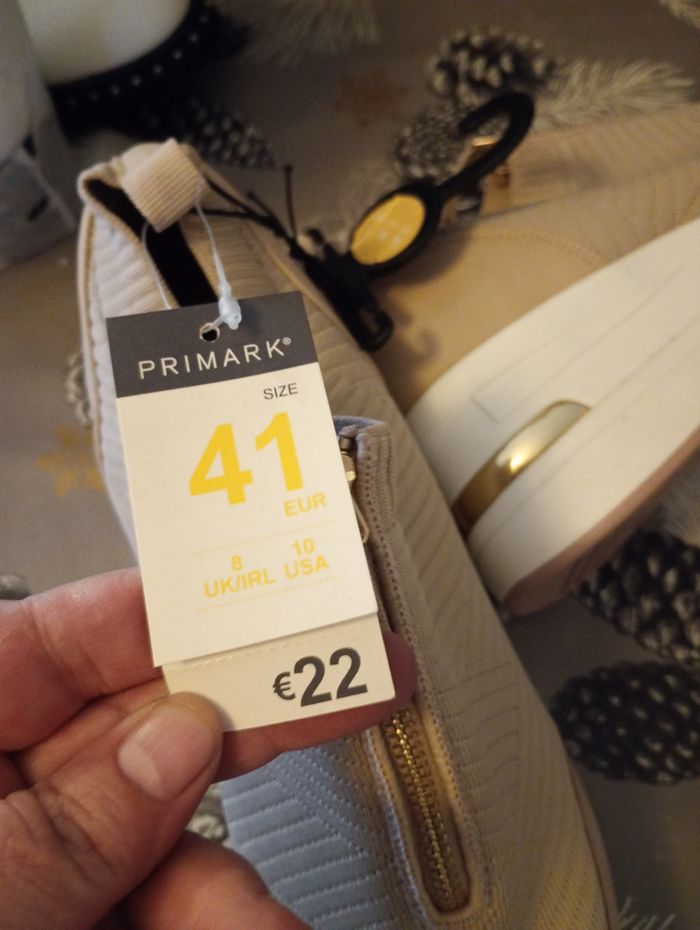 PRIMARK®
SIZE
41
EUR
8 10
UK/IRL USA
€22